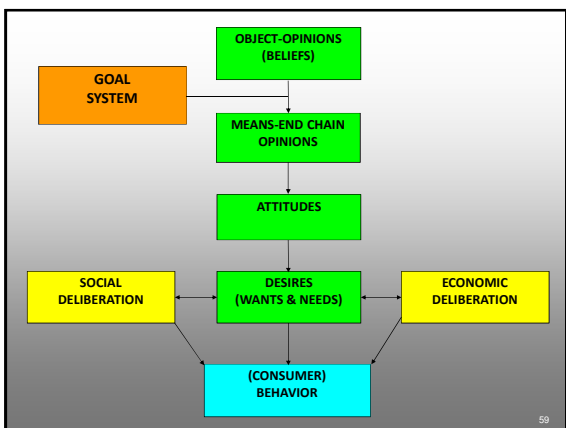 OBJECT-OPINIONS
(BELIEFS)
GOAL
SYSTEM
MEANS-END CHAIN
OPINIONS
ATTITUDES
SOCIAL
DELIBERATION
DESIRES
(WANTS & NEEDS)
ECONOMIC
DELIBERATION
(CONSUMER)
BEHAVIOR
59